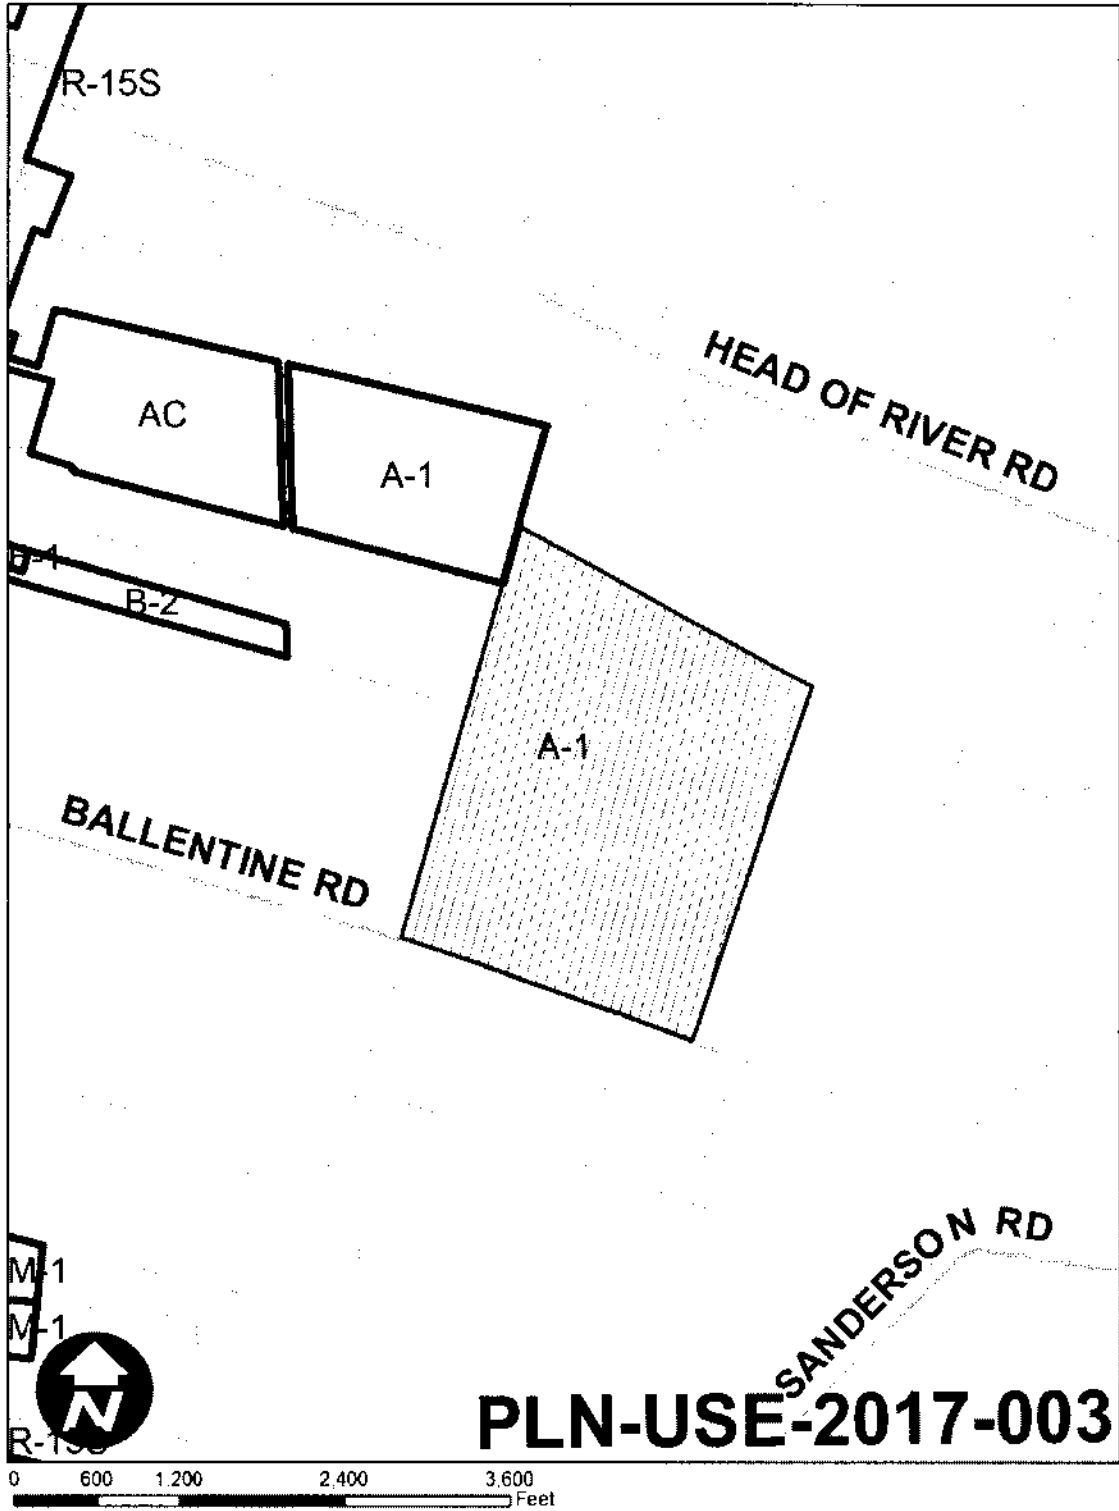 R-15S
HEAD OF RIVER RD
AC
A-1
B-2
A-1
BALLENTINE RD
SANDERSON RD
M-1
M-1
N
PLN-USE-2017-003
0 600 1,200 2,400 3,600
Feet